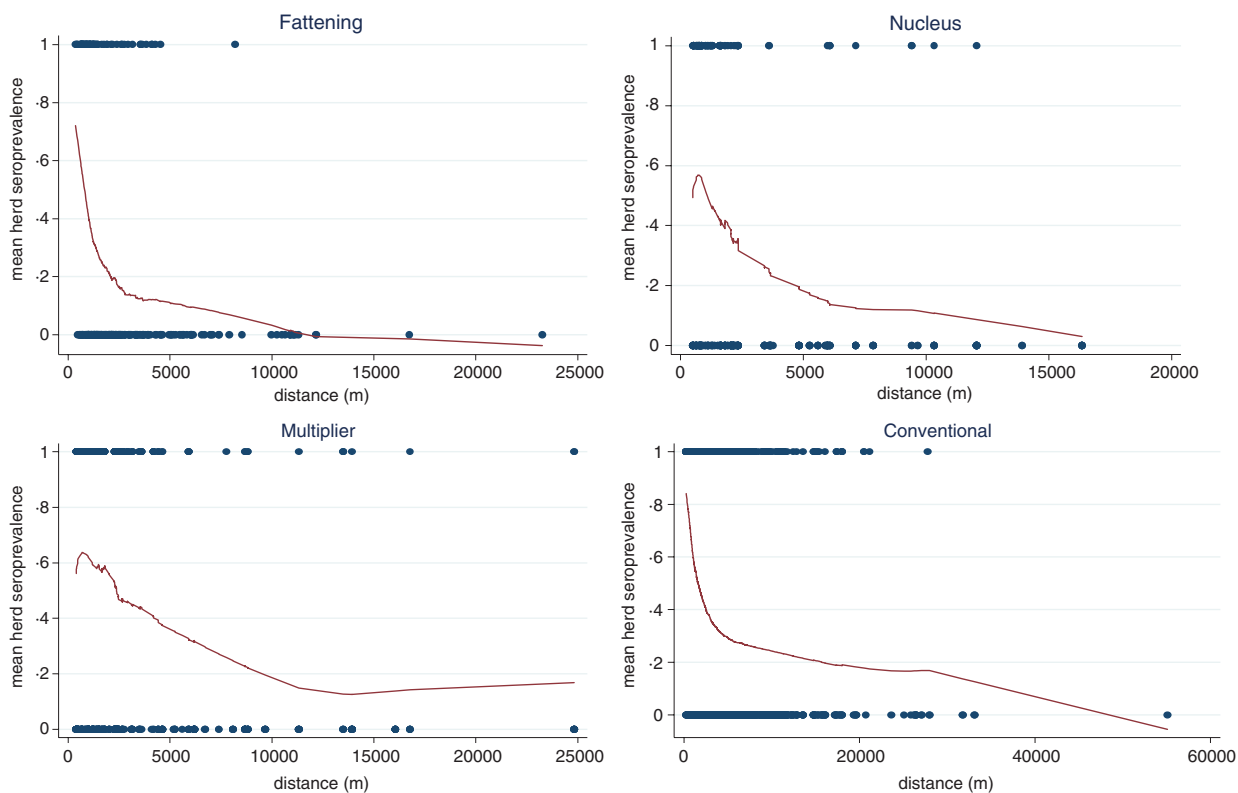 Fattening
mean herd seroprevalence
1
·8
·6
·4
·2
0
0 5000 10000 15000 20000 25000
distance (m)
Nucleus
mean herd seroprevalence
1
·8
·6
·4
·2
0
0 5000 10000 15000 20000
distance (m)
Multiplier
mean herd seroprevalence
1
·8
·6
·4
·2
0
0 5000 10000 15000 20000 25000
distance (m)
Conventional
mean herd seroprevalence
1
·8
·6
·4
·2
0
0 20000 40000 60000
distance (m)